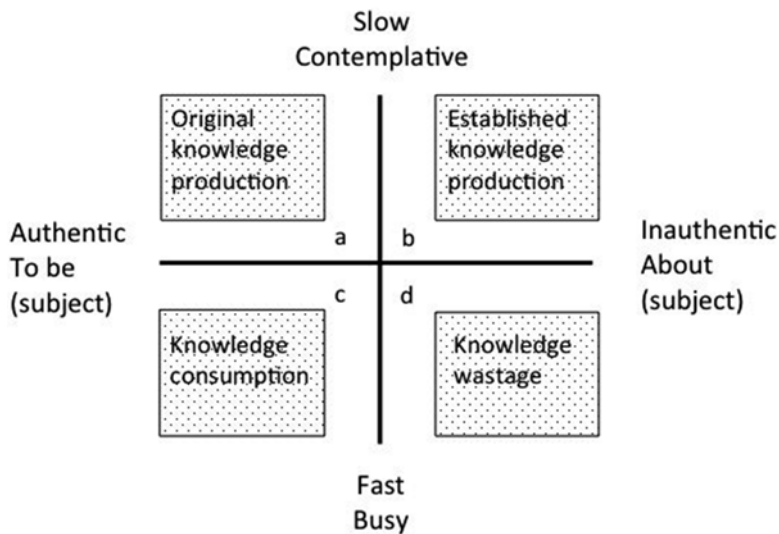 Slow
Contemplative
Original
knowledge
production
Established
knowledge
production
Authentic
To be
(subject)
a
b
Inauthentic
About
(subject)
c
d
Knowledge
consumption
Knowledge
wastage
Fast
Busy